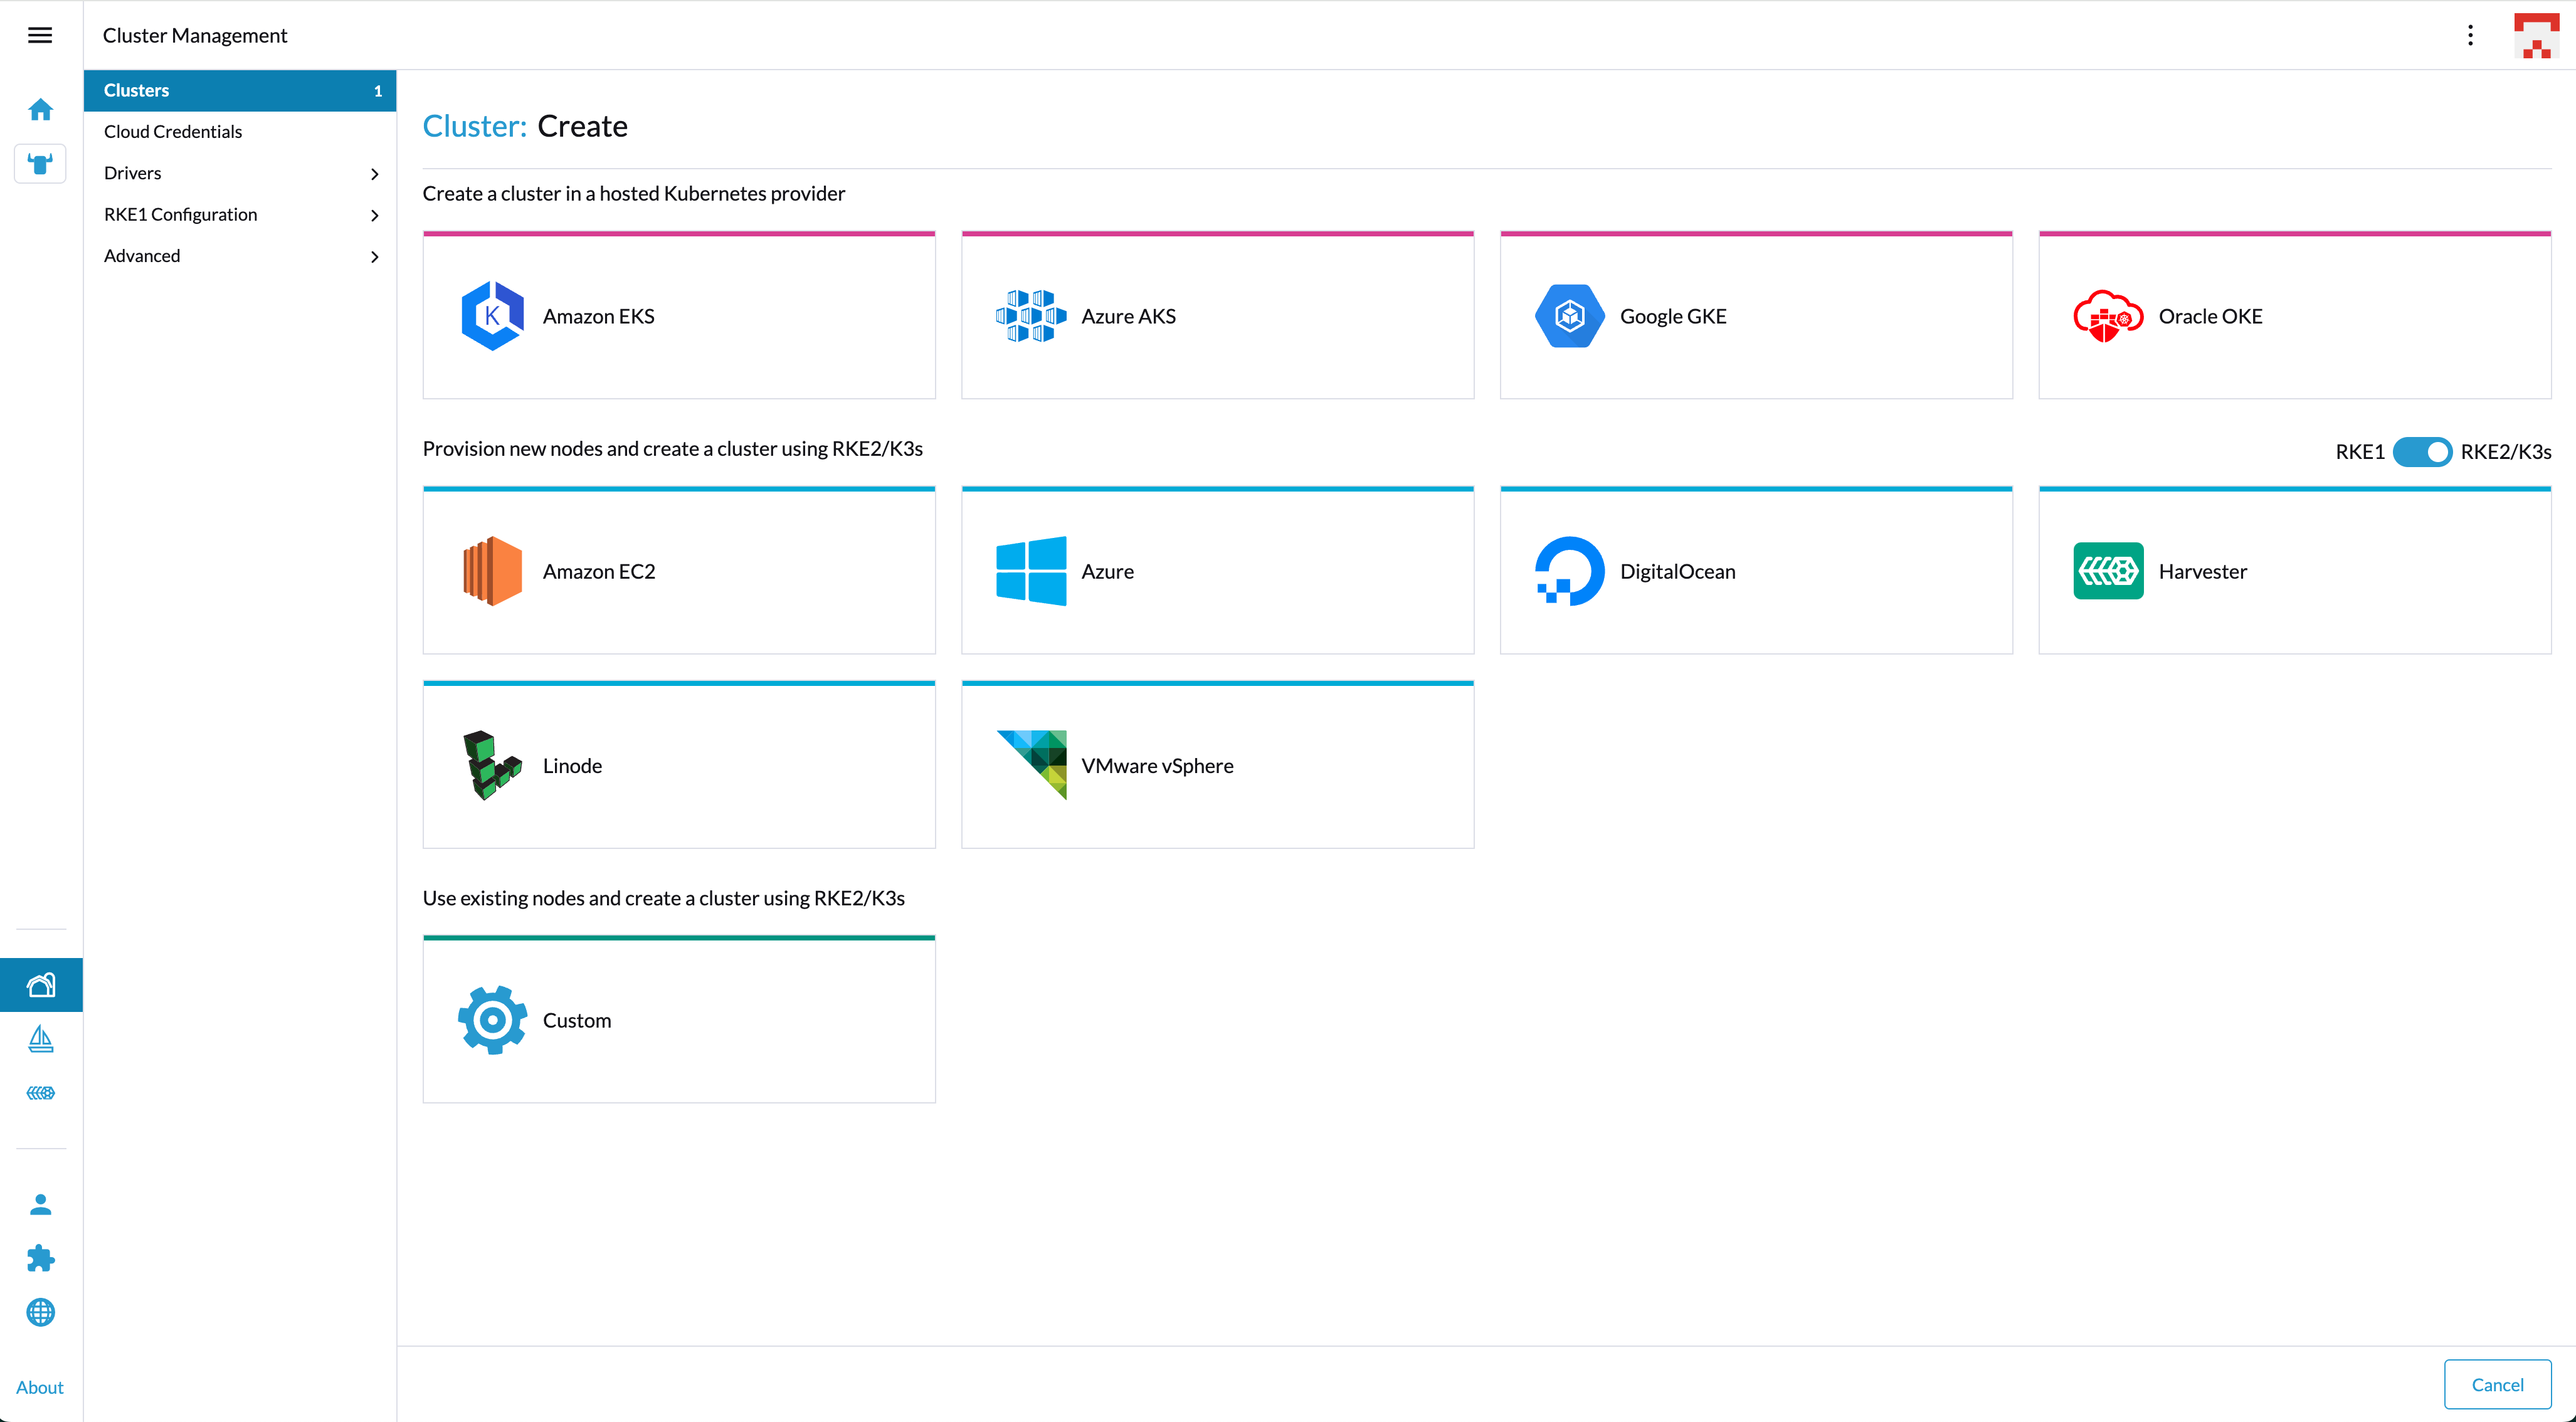 Cluster Management
Clusters 1
Cloud Credentials
Drivers
RKE1 Configuration
Advanced
About
Cluster: Create
Create a cluster in a hosted Kubernetes provider
K
Amazon EKS
Azure AKS
Google GKE
Oracle OKE
Provision new nodes and create a cluster using RKE2/K3s
RKE1 RKE2/K3s
Amazon EC2
Azure
DigitalOcean
Harvester
Linode
VMware vSphere
Use existing nodes and create a cluster using RKE2/K3s
Custom
Cancel